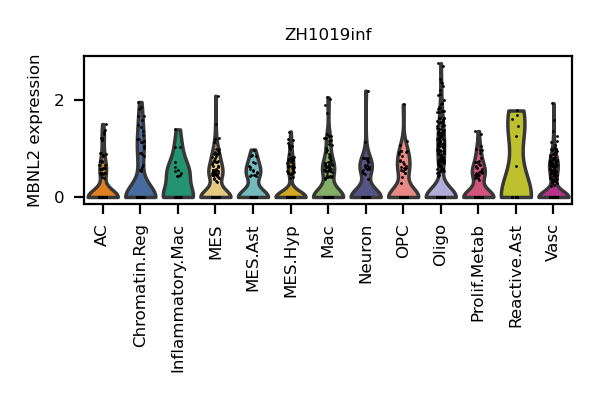 ZH1019inf
MBNL2 expression
2
0
AC
Chromatin.Reg
Inflammatory.Mac
MES
MES.Ast
MES.Hyp
Mac
Neuron
OPC
Oligo
Prolif.Metab
Reactive.Ast
Vasc